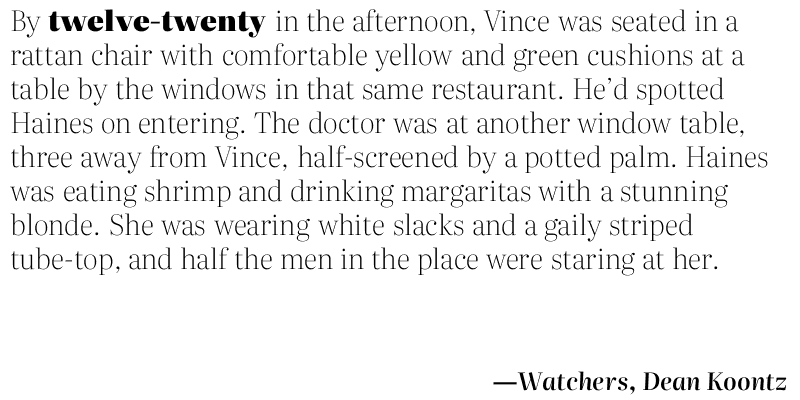 By twelve-twenty in the afternoon, Vince was seated in a
rattan chair with comfortable yellow and green cushions at a
table by the windows in that same restaurant. He’d spotted
Haines on entering. The doctor was at another window table,
three away from Vince, half-screened by a potted palm. Haines
was eating shrimp and drinking margaritas with a stunning
blonde. She was wearing white slacks and a gaily striped
tube-top, and half the men in the place were staring at her.
—Watchers, Dean Koontz